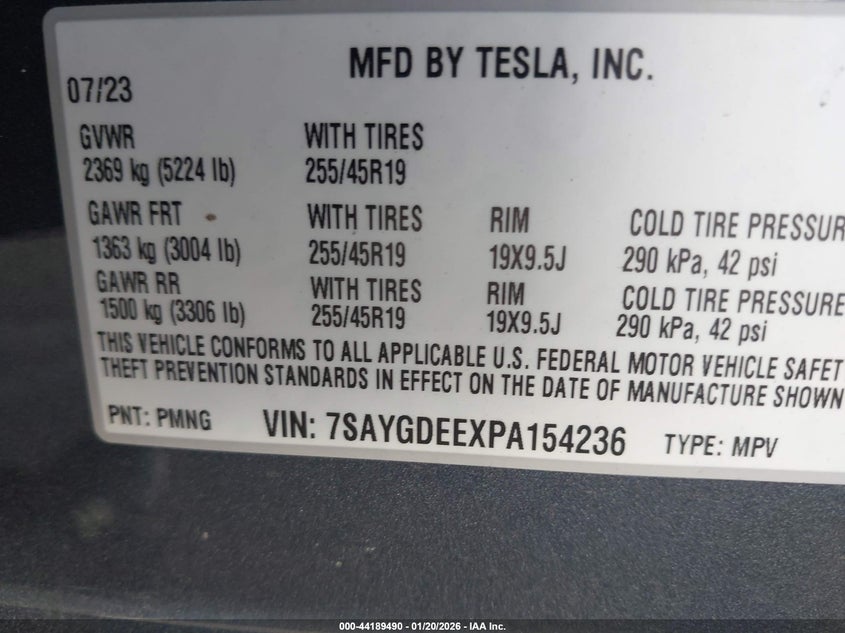 MFD BY TESLA, INC.
07/23
GVWR WITH TIRES
2369 kg (5224 lb) 255/45R19
GAWR FRT WITH TIRES RIM COLD TIRE PRESSUR
1363 kg (3004 lb) 255/45R19 19X9.5J 290 kPa, 42 psi
GAWR RR WITH TIRES RIM COLD TIRE PRESSURE
1500 kg (3306 lb) 255/45R19 19X9.5J 290 kPa, 42 psi
THIS VEHICLE CONFORMS TO ALL APPLICABLE U.S. FEDERAL MOTOR VEHICLE SAFET
THEFT PREVENTION STANDARDS IN EFFECT ON THE DATE OF MANUFACTURE SHOWN
PNT: PMNG VIN: 7SAYGDEEXPA154236 TYPE: MPV
000-44189490 - 01/20/2026 - IAA Inc.